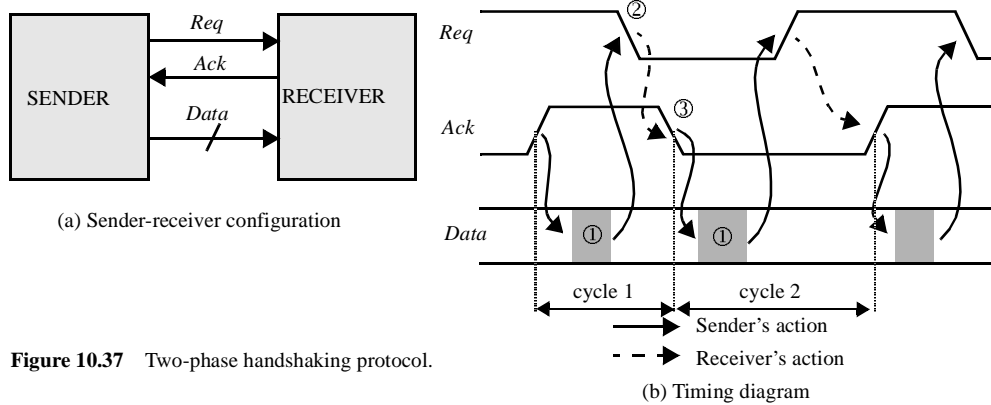 Req
Ack
SENDER
RECEIVER
Data
(a) Sender-receiver configuration
Req
②
Ack
③
Data
①
①
cycle 1
cycle 2
Sender’s action
Receiver’s action
(b) Timing diagram
Figure 10.37 Two-phase handshaking protocol.